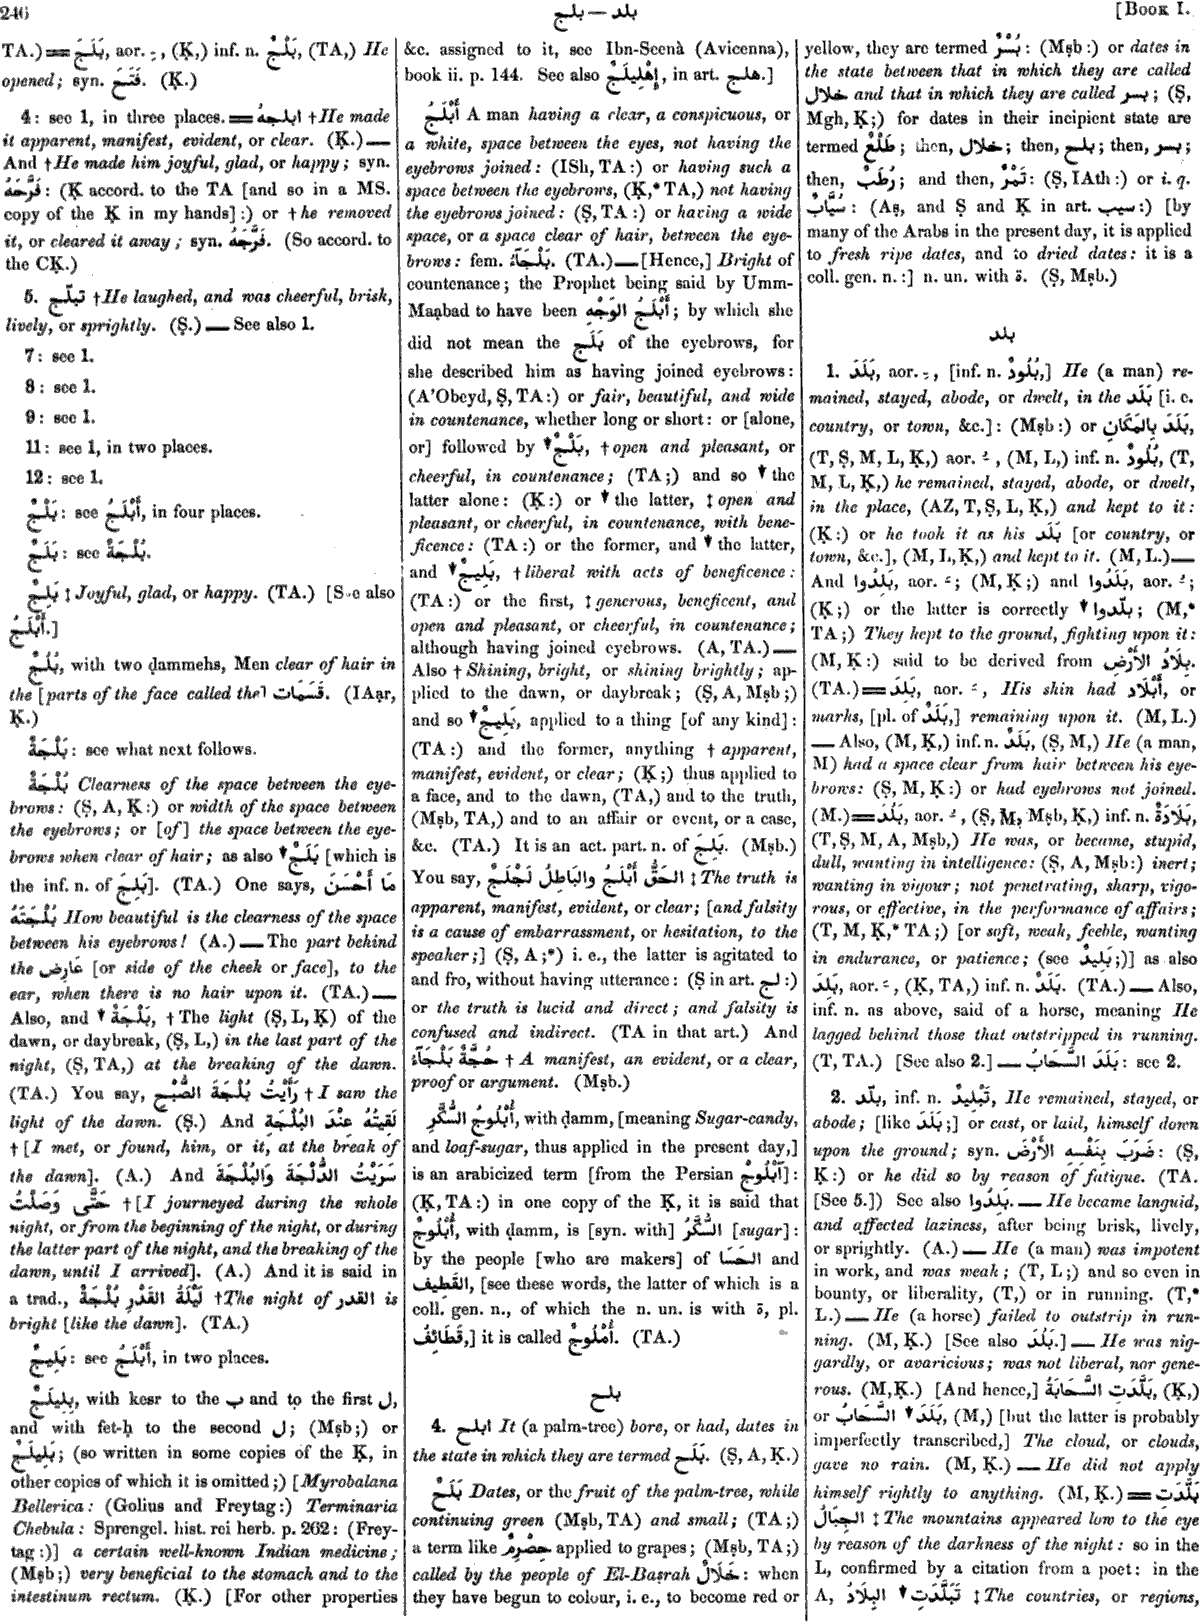 246
بلد — بلج
[BOOK I.
TA.) = بَلَجَ, aor. ـُ, (Ḳ,) inf. n. بَلْجٌ, (TA,) He
opened; syn. فَتَحَ. (Ḳ.)
4: see 1, in three places. = ابلجهُ † He made
it apparent, manifest, evident, or clear. (Ḳ.) —
And † He made him joyful, glad, or happy; syn.
فَرَّحَهُ: (Ḳ accord. to the TA [and so in a MS.
copy of the Ḳ in my hands]:) or † he removed
it, or cleared it away; syn. فَرَّجَهُ. (So accord. to
the CḲ.)
5. تبلّج † He laughed, and was cheerful, brisk,
lively, or sprightly. (Ṣ.) — See also 1.
7: see 1.
8: see 1.
9: see 1.
11: see 1, in two places.
12: see 1.
بَلْجٌ: see أَبْلَجُ, in four places.
بَلَجٌ: see بُلْجَةٌ.
بَلِجٌ ‡ Joyful, glad, or happy. (TA.) [See also
أَبْلَجُ.]
بُلُجٌ, with two ḍammehs, Men clear of hair in
the [parts of the face called the] قَسَمَات. (IAạr,
Ḳ.)
بَلْجَةٌ: see what next follows.
بُلْجَةٌ Clearness of the space between the eye-
brows: (Ṣ, A, Ḳ:) or width of the space between
the eyebrows; or [of] the space between the eye-
brows when clear of hair; as also ▼ بَلَجٌ [which is
the inf. n. of بَلِجَ]. (TA.) One says, مَا أَحْسَنَ
بُلْجَتَهُ How beautiful is the clearness of the space
between his eyebrows! (A.) — The part behind
the عَارِض [or side of the cheek or face], to the
ear, when there is no hair upon it. (TA.) —
Also, and ▼ بَلْجَةٌ, † The light (Ṣ, L, Ḳ) of the
dawn, or daybreak, (Ṣ, L,) in the last part of the
night, (Ṣ, TA,) at the breaking of the dawn.
(TA.) You say, رَأَيْتُ بُلْجَةَ الصُّبْحِ † I saw the
light of the dawn. (Ṣ.) And لَقِيتُهُ عِنْدَ البُلْجَةِ
† [I met, or found, him, or it, at the break of
the dawn]. (A.) And سَرَيْتُ الدُّلْجَةَ وَالبُلْجَةَ
حَتَّى وَصَلْتُ † [I journeyed during the whole
night, or from the beginning of the night, or during
the latter part of the night, and the breaking of the
dawn, until I arrived]. (A.) And it is said in
a trad., لَيْلَةُ القَدْرِ بُلْجَةٌ † The night of القدر is
bright [like the dawn]. (TA.)
بَلِيجٌ: see أَبْلَجُ, in two places.
بِلِيلَجٌ, with kesr to the ب and to the first ل,
and with fet-ḥ to the second ل; (Mṣb;) or
بَلِيلَجٌ; (so written in some copies of the Ḳ, in
other copies of which it is omitted;) [Myrobalana
Bellerica: (Golius and Freytag:) Terminaria
Chebula: Sprengel. hist. rei herb. p. 262: (Frey-
tag:)] a certain well-known Indian medicine;
(Mṣb;) very beneficial to the stomach and to the
intestinum rectum. (Ḳ.) [For other properties
&c. assigned to it, see Ibn-Seenà (Avicenna),
book ii. p. 144. See also إِهْلِيلَجٌ, in art. هلج.]
أَبْلَجُ A man having a clear, a conspicuous, or
a white, space between the eyes, not having the
eyebrows joined: (ISh, TA:) or having such a
space between the eyebrows, (Ḳ,* TA,) not having
the eyebrows joined: (Ṣ, TA:) or having a wide
space, or a space clear of hair, between the eye-
brows: fem. بَلْجَآءُ. (TA.) — [Hence,] Bright of
countenance; the Prophet being said by Umm-
Maạbad to have been أَبْلَجُ الوَجْهِ; by which she
did not mean the بَلَج of the eyebrows, for
she described him as having joined eyebrows:
(A'Obeyd, Ṣ, TA:) or fair, beautiful, and wide
in countenance, whether long or short: or [alone,
or] followed by ▼ بَلْجٌ, † open and pleasant, or
cheerful, in countenance; (TA;) and so ▼ the
latter alone: (Ḳ:) or ▼ the latter, ‡ open and
pleasant, or cheerful, in countenance, with bene-
ficence: (TA:) or the former, and ▼ the latter,
and ▼ بَلِيجٌ, † liberal with acts of beneficence:
(TA:) or the first, ‡ generous, beneficent, and
open and pleasant, or cheerful, in countenance;
although having joined eyebrows. (A, TA.) —
Also † Shining, bright, or shining brightly; ap-
plied to the dawn, or daybreak; (Ṣ, A, Mṣb;)
and so ▼ بَلِيجٌ, applied to a thing [of any kind]:
(TA:) and the former, anything † apparent,
manifest, evident, or clear; (Ḳ;) thus applied to
a face, and to the dawn, (TA,) and to the truth,
(Mṣb, TA,) and to an affair or event, or a case,
&c. (TA.) It is an act. part. n. of بَلِجَ. (Mṣb.)
You say, الحَقُّ أَبْلَجُ والبَاطِلُ لَجْلَجٌ ‡ The truth is
apparent, manifest, evident, or clear; [and falsity
is a cause of embarrassment, or hesitation, to the
speaker;] (Ṣ, A;*) i. e., the latter is agitated to
and fro, without having utterance: (Ṣ in art. لج:)
or the truth is lucid and direct; and falsity is
confused and indirect. (TA in that art.) And
حُجَّةٌ بَلْجَآءُ † A manifest, an evident, or a clear,
proof or argument. (Mṣb.)
أُبْلُوجُ السُّكَّرِ, with ḍamm, [meaning Sugar-candy,
and loaf-sugar, thus applied in the present day,]
is an arabicized term [from the Persian آبْلُوجْ]:
(Ḳ, TA:) in one copy of the Ḳ, it is said that
أُبْلُوجٌ, with ḍamm, is [syn. with] السُّكَّرُ [sugar]:
by the people [who are makers] of الحَسَا and
القَطِيف, [see these words, the latter of which is a
coll. gen. n., of which the n. un. is with ة, pl.
قَطَائِفُ,] it is called أُمْلُوجٌ. (TA.)
بلح
4. ابلح It (a palm-tree) bore, or had, dates in
the state in which they are termed بَلَح. (Ṣ, A, Ḳ.)
بَلَحٌ Dates, or the fruit of the palm-tree, while
continuing green (Mṣb, TA) and small; (TA;)
a term like حِصْرِمٌ applied to grapes; (Mṣb, TA;)
called by the people of El-Baṣrah خَلَالٌ: when
they have begun to colour, i. e., to become red or
yellow, they are termed بُسْرٌ: (Mṣb:) or dates in
the state between that in which they are called
خلال and that in which they are called بسر; (Ṣ,
Mgh, Ḳ;) for dates in their incipient state are
termed طَلْعٌ; then, خلال; then, بلح; then, بسر;
then, رُطَبٌ; and then, تَمْرٌ: (Ṣ, IAth:) or i. q.
سُيَّابٌ: (Aṣ, and Ṣ and Ḳ in art. سيب:) [by
many of the Arabs in the present day, it is applied
to fresh ripe dates, and to dried dates: it is a
coll. gen. n.:] n. un. with ة. (Ṣ, Mṣb.)
بلد
1. بَلَدَ, aor. ـِ, [inf. n. بُلُودٌ,] He (a man) re-
mained, stayed, abode, or dwelt, in the بَلَد [i. e.
country, or town, &c.]: (Mṣb:) or بَلَدَ بِالمَكَانِ,
(T, Ṣ, M, L, Ḳ,) aor. ـُ, (M, L,) inf. n. بُلُودٌ, (T,
M, L, Ḳ,) he remained, stayed, abode, or dwelt,
in the place, (AZ, T, Ṣ, L, Ḳ,) and kept to it:
(Ḳ:) or he took it as his بَلَد [or country, or
town, &c.], (M, L, Ḳ,) and kept to it. (M, L.) —
And بَلِدُوا, aor. ـَ; (M, Ḳ;) and بَلَدُوا, aor. ـُ;
(Ḳ;) or the latter is correctly ▼ بلّدوا; (M,*
TA;) They kept to the ground, fighting upon it:
(M, Ḳ:) said to be derived from بِلَادُ الأَرْضِ.
(TA.) = بَلِدَ, aor. ـَ, His skin had أَبْلَاد, or
marks, [pl. of بَلَدٌ,] remaining upon it. (M, L.)
— Also, (M, Ḳ,) inf. n. بَلَدٌ, (Ṣ, M,) He (a man,
M) had a space clear from hair between his eye-
brows: (Ṣ, M, Ḳ:) or had eyebrows not joined.
(M.) = بَلُدَ, aor. ـُ, (Ṣ, M, Mṣb, Ḳ,) inf. n. بَلَادَةٌ,
(T, Ṣ, M, A, Mṣb,) He was, or became, stupid,
dull, wanting in intelligence: (Ṣ, A, Mṣb:) inert;
wanting in vigour; not penetrating, sharp, vigo-
rous, or effective, in the performance of affairs;
(T, M, Ḳ,* TA;) [or soft, weak, feeble, wanting
in endurance, or patience; (see بَلِيدٌ;)] as also
بَلِدَ, aor. ـَ, (Ḳ, TA,) inf. n. بَلَدٌ. (TA.) — Also,
inf. n. as above, said of a horse, meaning He
lagged behind those that outstripped in running.
(T, TA.) [See also 2.] — بَلَدَ السَّحَابُ: see 2.
2. بلّد, inf. n. تَبْلِيدٌ, He remained, stayed, or
abode; [like بَلَدَ;] or cast, or laid, himself down
upon the ground; syn. ضَرَبَ بِنَفْسِهِ الأَرْضَ: (Ṣ,
Ḳ:) or he did so by reason of fatigue. (TA.
[See 5.]) See also بَلِدُوا. — He became languid,
and affected laziness, after being brisk, lively,
or sprightly. (A.) — He (a man) was impotent
in work, and was weak; (T, L;) and so even in
bounty, or liberality, (T,) or in running. (T,*
L.) — He (a horse) failed to outstrip in run-
ning. (M, Ḳ.) [See also بَلُدَ.] — He was nig-
gardly, or avaricious; was not liberal, nor gene-
rous. (M, Ḳ.) [And hence,] بَلَّدَتِ السَّحَابَةُ, (Ḳ,)
or ▼ بَلَدَ السَّحَابُ, (M,) [but the latter is probably
imperfectly transcribed,] The cloud, or clouds,
gave no rain. (M, Ḳ.) — He did not apply
himself rightly to anything. (M, Ḳ.) = بَلَّدَتِ
الجِبَالُ ‡ The mountains appeared low to the eye
by reason of the darkness of the night: so in the
L, confirmed by a citation from a poet: in the
A, ▼ تَبَلَّدَتِ البِلَادُ ‡ The countries, or regions,